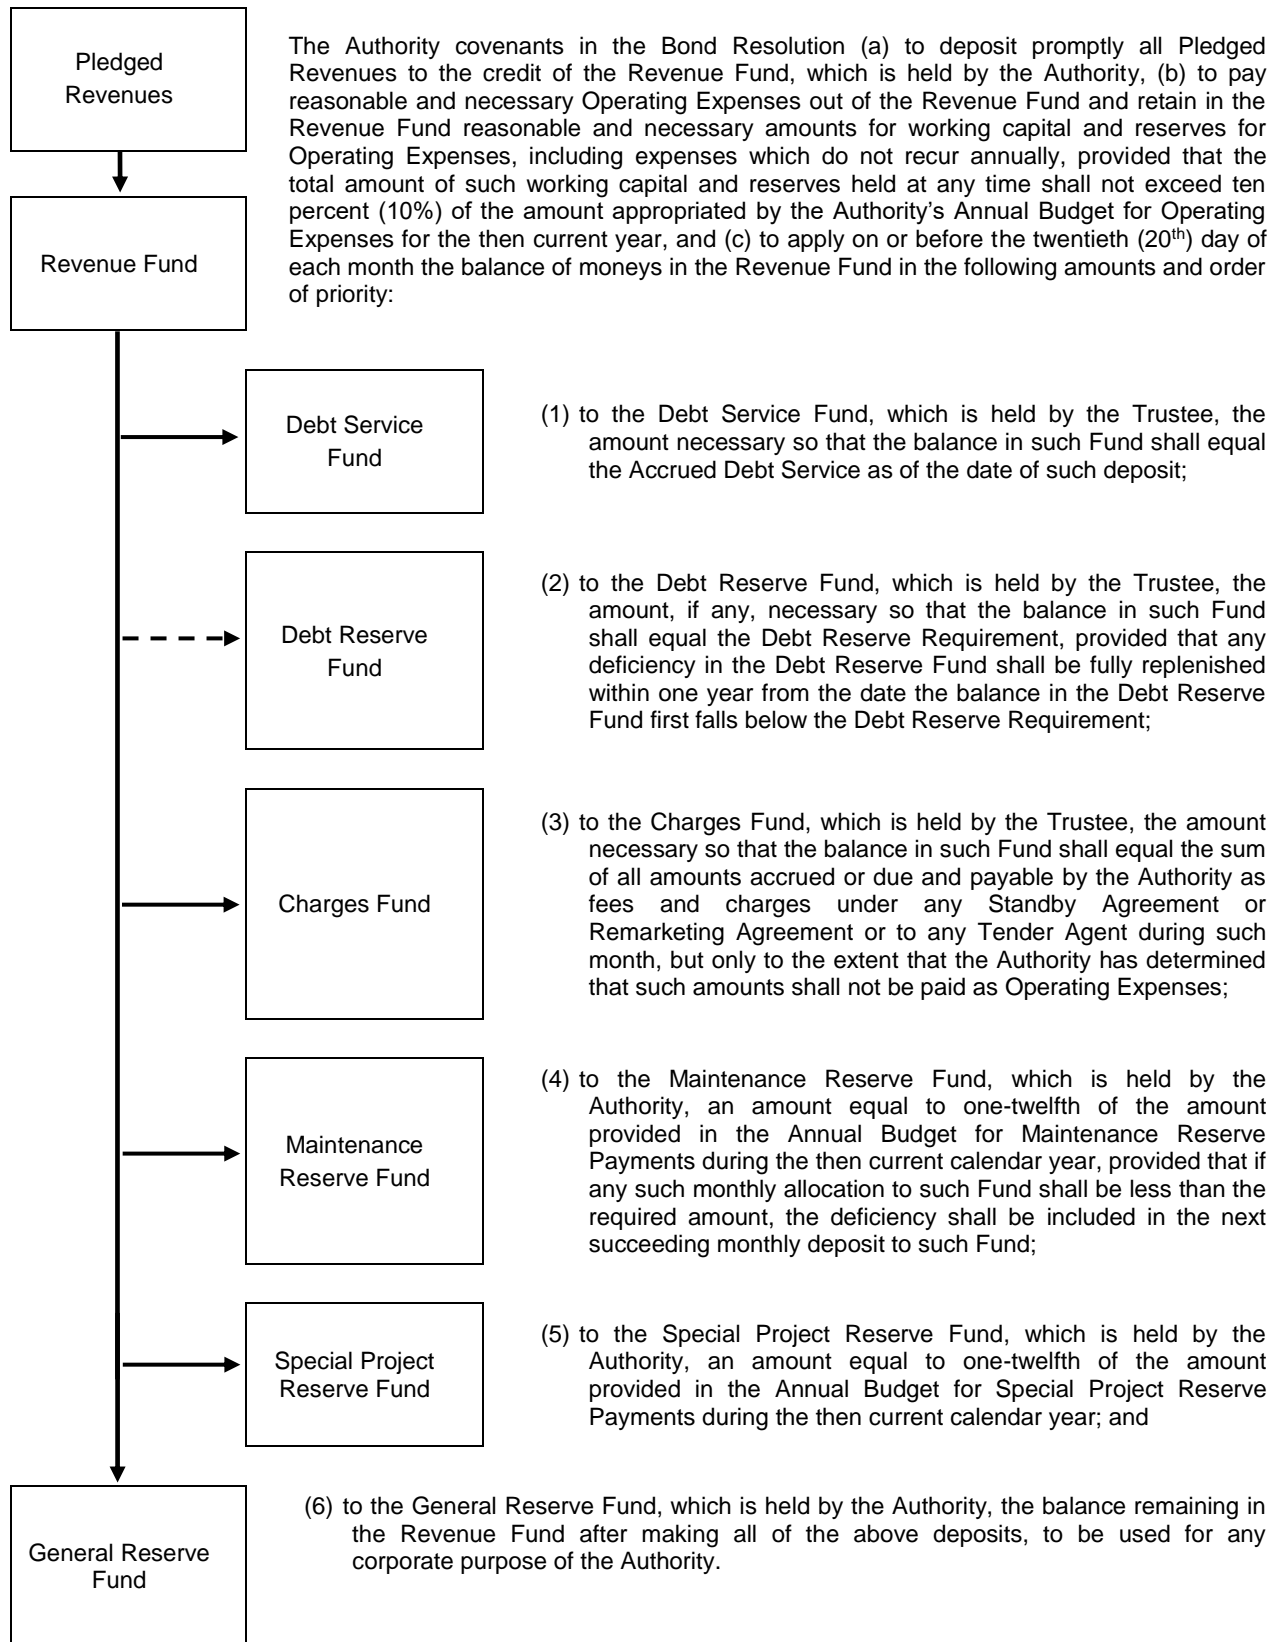 Pledged
Revenues
The Authority covenants in the Bond Resolution (a) to deposit promptly all Pledged
Revenues to the credit of the Revenue Fund, which is held by the Authority, (b) to pay
reasonable and necessary Operating Expenses out of the Revenue Fund and retain in the
Revenue Fund reasonable and necessary amounts for working capital and reserves for
Operating Expenses, including expenses which do not recur annually, provided that the
total amount of such working capital and reserves held at any time shall not exceed ten
percent (10%) of the amount appropriated by the Authority’s Annual Budget for Operating
Expenses for the then current year, and (c) to apply on or before the twentieth (20th) day of
each month the balance of moneys in the Revenue Fund in the following amounts and order
of priority:
Revenue Fund
Debt Service
Fund
(1) to the Debt Service Fund, which is held by the Trustee, the
amount necessary so that the balance in such Fund shall equal
the Accrued Debt Service as of the date of such deposit;
Debt Reserve
Fund
(2) to the Debt Reserve Fund, which is held by the Trustee, the
amount, if any, necessary so that the balance in such Fund
shall equal the Debt Reserve Requirement, provided that any
deficiency in the Debt Reserve Fund shall be fully replenished
within one year from the date the balance in the Debt Reserve
Fund first falls below the Debt Reserve Requirement;
Charges Fund
(3) to the Charges Fund, which is held by the Trustee, the amount
necessary so that the balance in such Fund shall equal the sum
of all amounts accrued or due and payable by the Authority as
fees and charges under any Standby Agreement or
Remarketing Agreement or to any Tender Agent during such
month, but only to the extent that the Authority has determined
that such amounts shall not be paid as Operating Expenses;
Maintenance
Reserve Fund
(4) to the Maintenance Reserve Fund, which is held by the
Authority, an amount equal to one-twelfth of the amount
provided in the Annual Budget for Maintenance Reserve
Payments during the then current calendar year, provided that if
any such monthly allocation to such Fund shall be less than the
required amount, the deficiency shall be included in the next
succeeding monthly deposit to such Fund;
Special Project
Reserve Fund
(5) to the Special Project Reserve Fund, which is held by the
Authority, an amount equal to one-twelfth of the amount
provided in the Annual Budget for Special Project Reserve
Payments during the then current calendar year; and
General Reserve
Fund
(6) to the General Reserve Fund, which is held by the Authority, the balance remaining in
the Revenue Fund after making all of the above deposits, to be used for any
corporate purpose of the Authority.